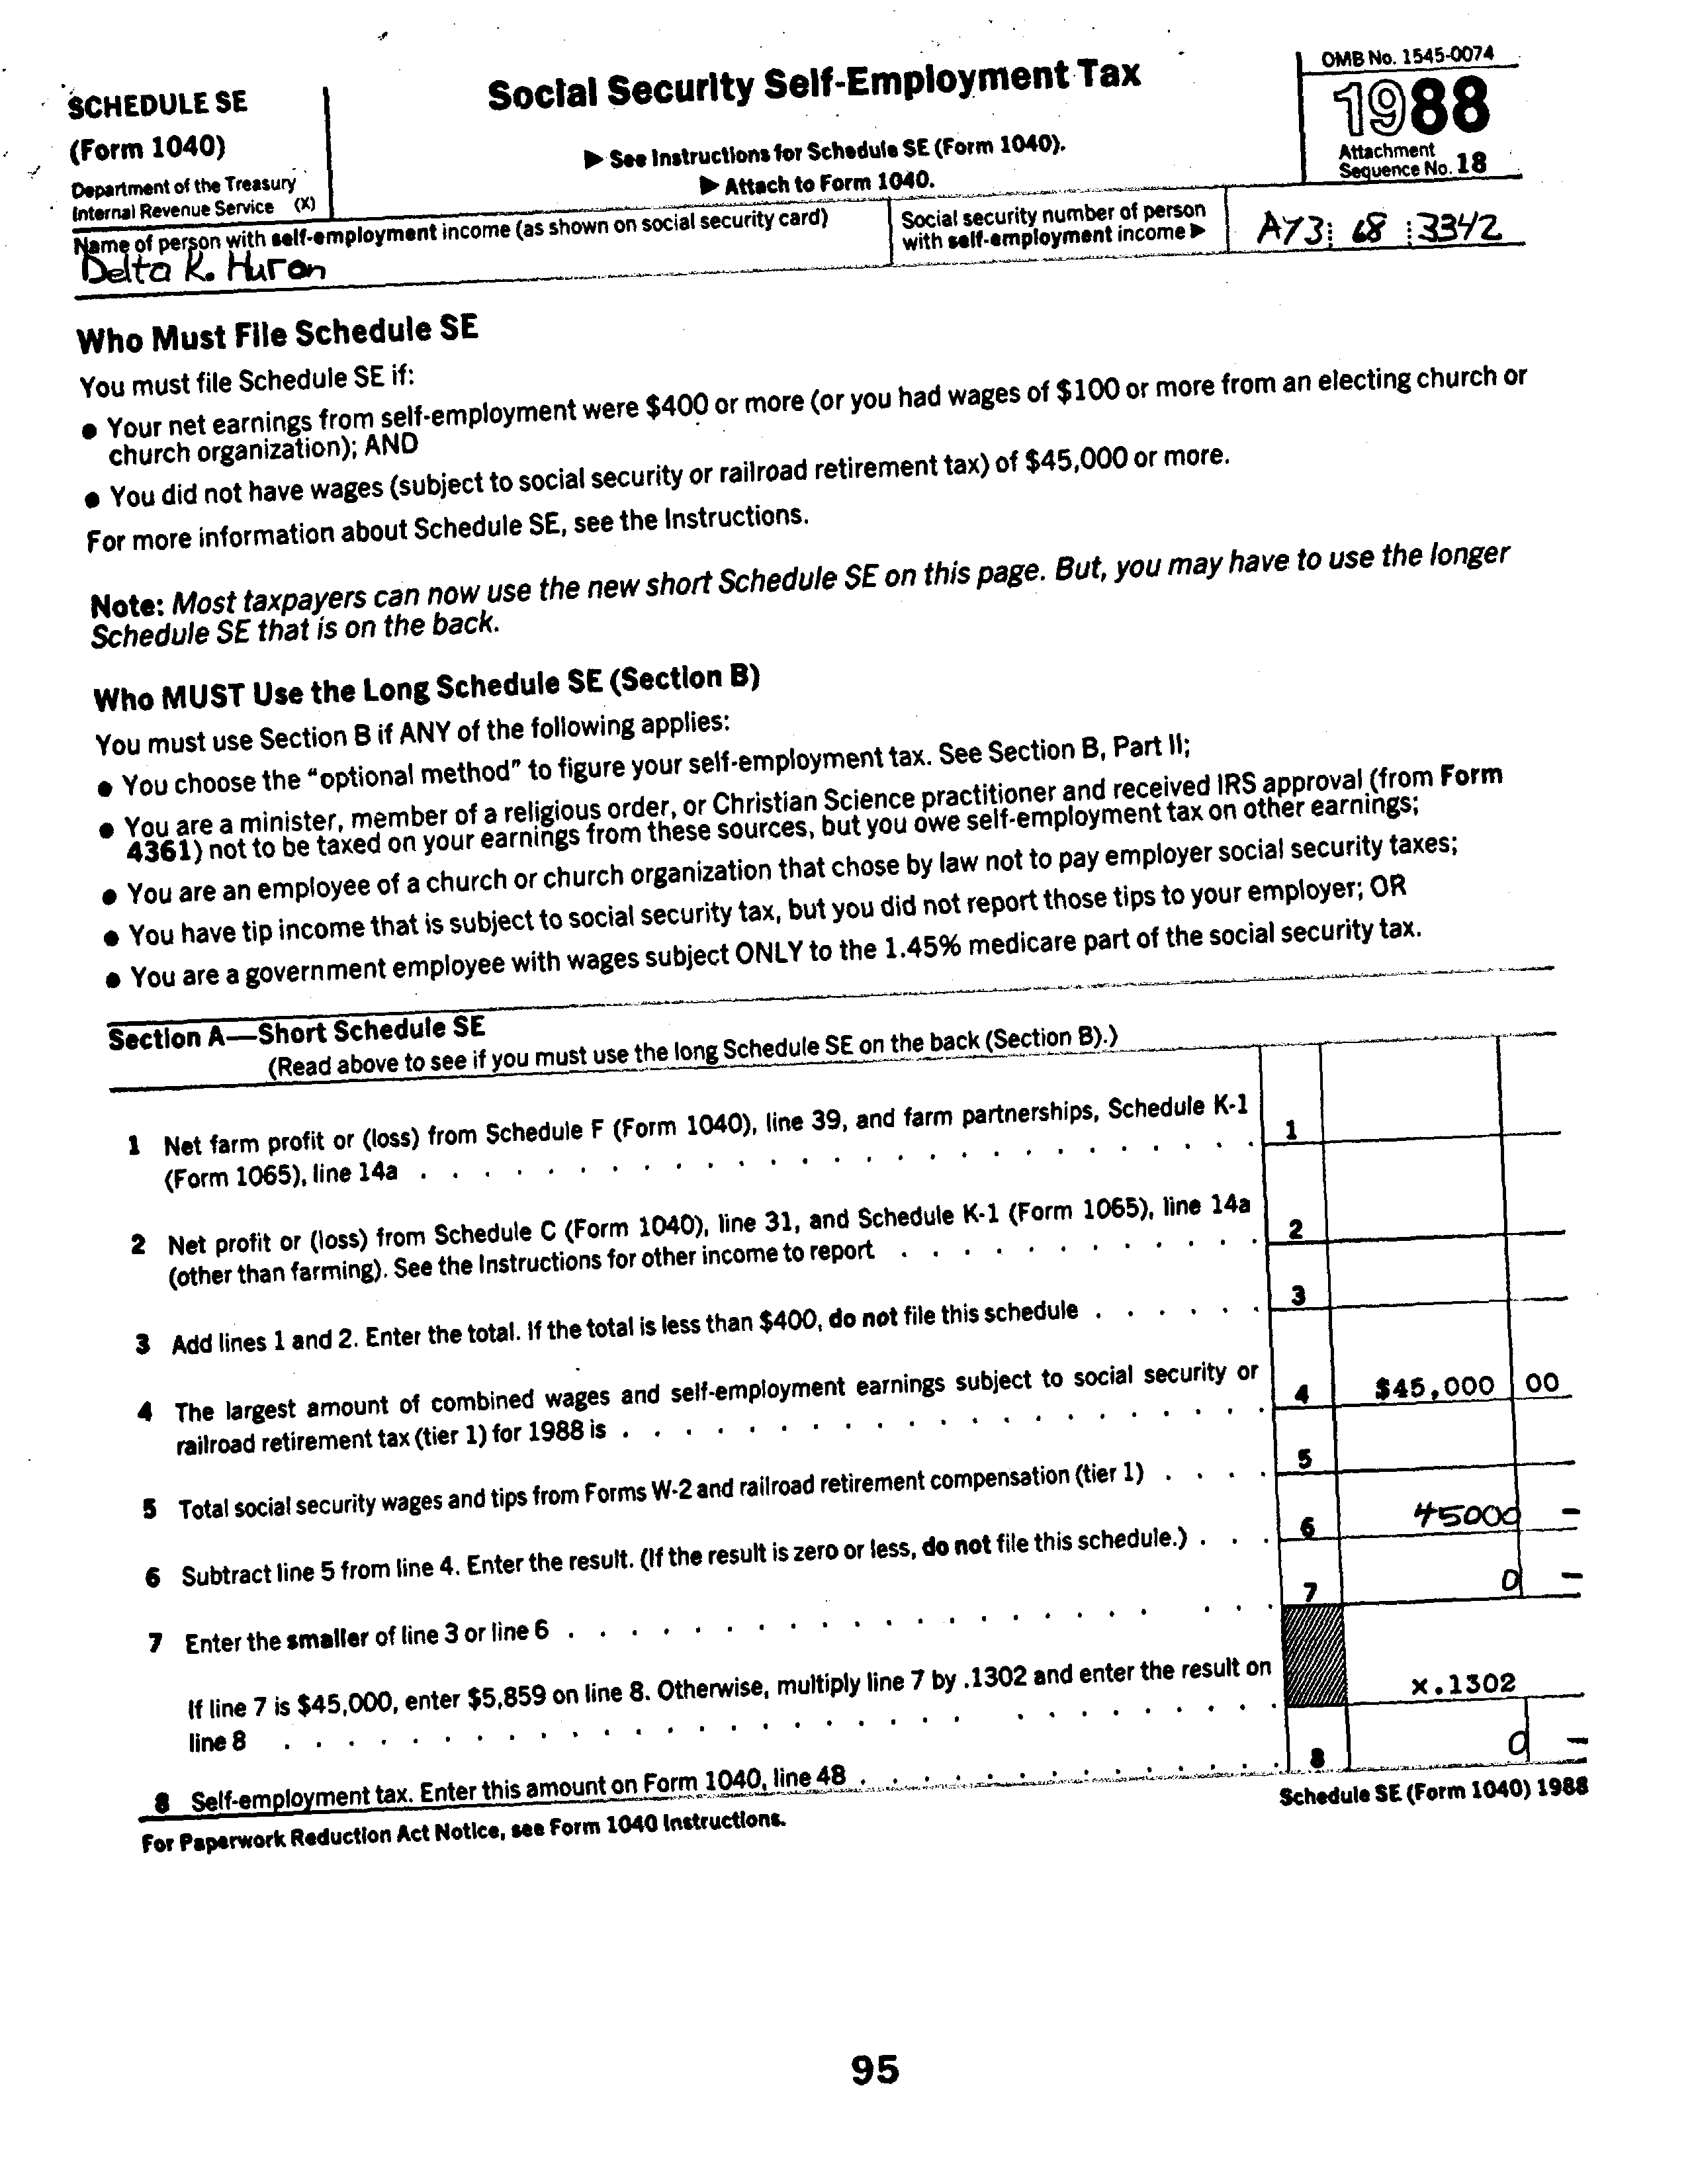 SCHEDULE SE
(Form 1040)
Department of the Treasury
Internal Revenue Service (X)
Social Security Self-Employment Tax
▶ See Instructions for Schedule SE (Form 1040).
▶ Attach to Form 1040.
OMB No. 1545-0074
1988
Attachment
Sequence No. 18
Name of person with self-employment income (as shown on social security card)
Delta K. Huron
Social security number of person
with self-employment income ▶
A73 68 3342
Who Must File Schedule SE
You must file Schedule SE if:
● Your net earnings from self-employment were $400 or more (or you had wages of $100 or more from an electing church or
church organization); AND
● You did not have wages (subject to social security or railroad retirement tax) of $45,000 or more.
For more information about Schedule SE, see the Instructions.
Note: Most taxpayers can now use the new short Schedule SE on this page. But, you may have to use the longer
Schedule SE that is on the back.
Who MUST Use the Long Schedule SE (Section B)
You must use Section B if ANY of the following applies:
● You choose the "optional method" to figure your self-employment tax. See Section B, Part II;
● You are a minister, member of a religious order, or Christian Science practitioner and received IRS approval (from Form
4361) not to be taxed on your earnings from these sources, but you owe self-employment tax on other earnings;
● You are an employee of a church or church organization that chose by law not to pay employer social security taxes;
● You have tip income that is subject to social security tax, but you did not report those tips to your employer; OR
● You are a government employee with wages subject ONLY to the 1.45% medicare part of the social security tax.
Section A—Short Schedule SE
(Read above to see if you must use the long Schedule SE on the back (Section B).)
1 Net farm profit or (loss) from Schedule F (Form 1040), line 39, and farm partnerships, Schedule K-1
(Form 1065), line 14a . . . . . . . . . . . . . . . . . . . . . . . . . . 1
2 Net profit or (loss) from Schedule C (Form 1040), line 31, and Schedule K-1 (Form 1065), line 14a
(other than farming). See the Instructions for other income to report . . . . . . . . . . . . 2
3 Add lines 1 and 2. Enter the total. If the total is less than $400, do not file this schedule . . . . . . 3
4 The largest amount of combined wages and self-employment earnings subject to social security or
railroad retirement tax (tier 1) for 1988 is . . . . . . . . . . . . . . . . . . . . 4 $45,000 00
5 Total social security wages and tips from Forms W-2 and railroad retirement compensation (tier 1) . . . . 5
6 Subtract line 5 from line 4. Enter the result. (If the result is zero or less, do not file this schedule.) . . . 6 45000 –
7 Enter the smaller of line 3 or line 6 . . . . . . . . . . . . . . . . . . . . . . 7 0 –
If line 7 is $45,000, enter $5,859 on line 8. Otherwise, multiply line 7 by .1302 and enter the result on
line 8 . . . . . . . . . . . . . . . . . . . . . . . . . . . . . . x.1302
8 Self-employment tax. Enter this amount on Form 1040, line 48 . . . . . . . . . . . . . . 8 0 –
For Paperwork Reduction Act Notice, see Form 1040 Instructions.
Schedule SE (Form 1040) 1988
95